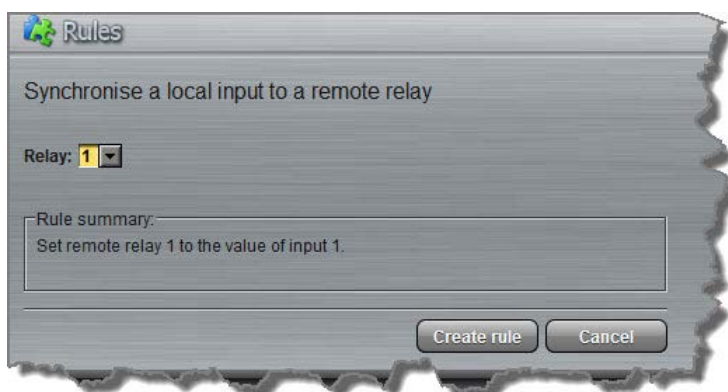 Rules
Synchronise a local input to a remote relay
Relay: 1
Rule summary:
Set remote relay 1 to the value of input 1.
Create rule Cancel